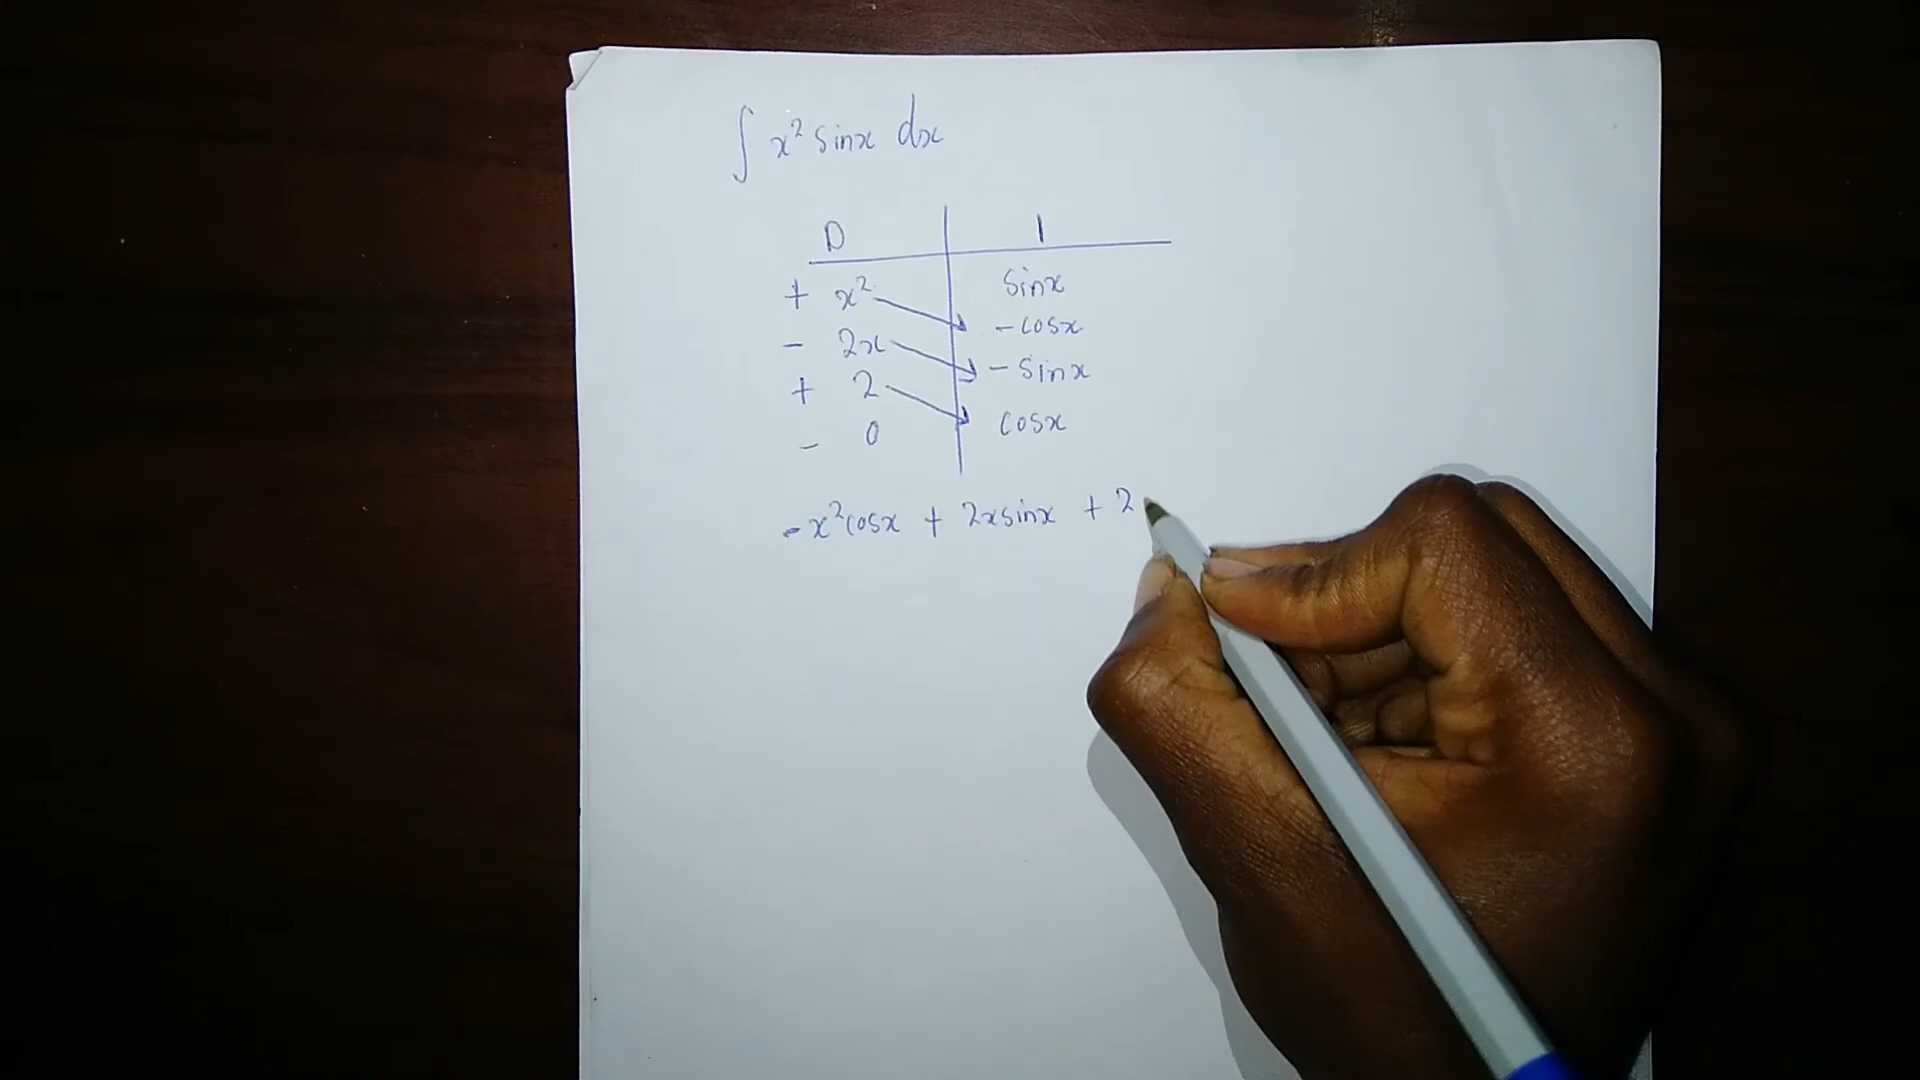 ∫ x² sinx dx
D | I
+ x² sinx
- 2x -cosx
+ 2 - sinx
- 0 cosx
- x²cosx + 2xsinx + 2